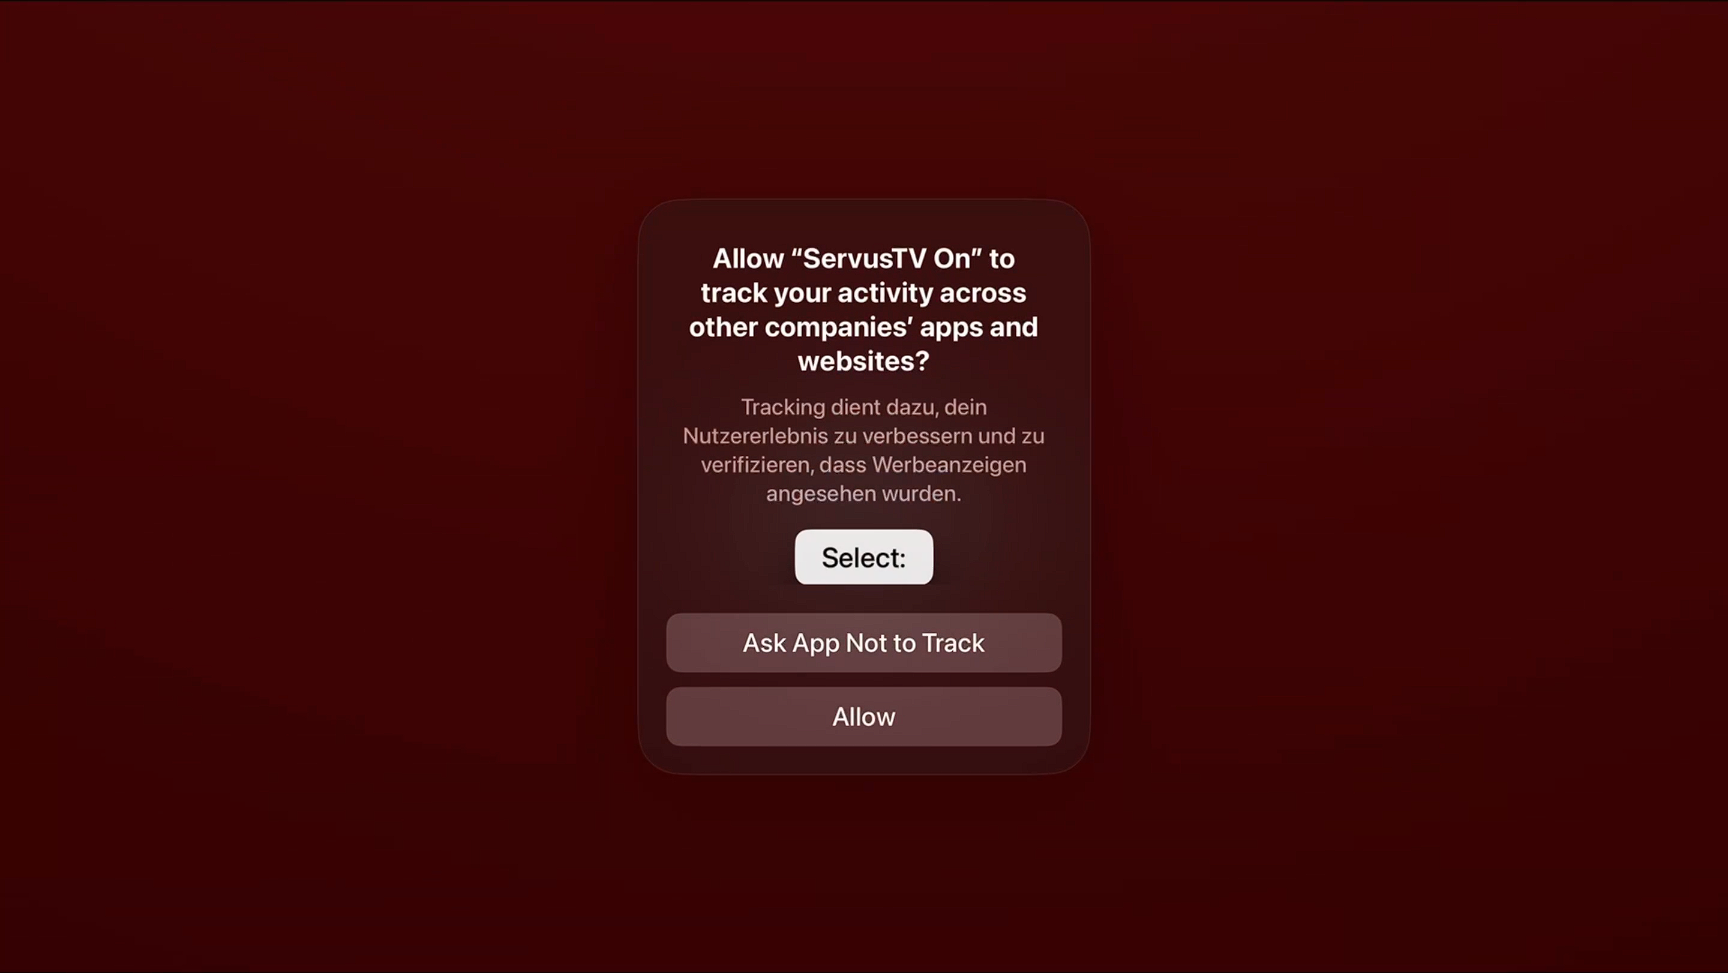 Allow “ServusTV On” to
track your activity across
other companies’ apps and
websites?
Tracking dient dazu, dein
Nutzererlebnis zu verbessern und zu
verifizieren, dass Werbeanzeigen
angesehen wurden.
Select:
Ask App Not to Track
Allow